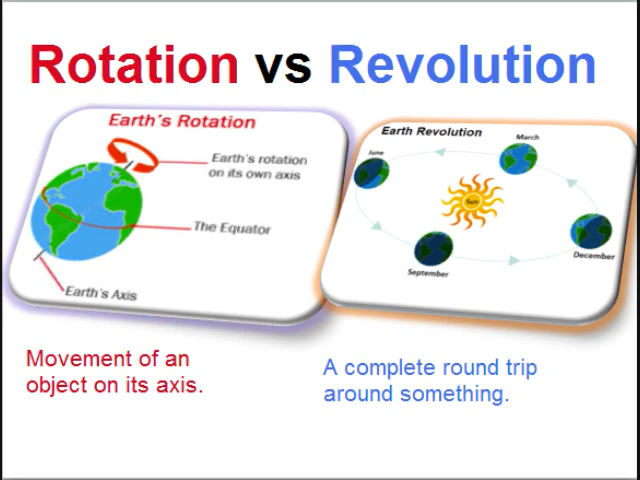 Rotation vs Revolution
Earth's Rotation
Earth's rotation
on its own axis
The Equator
Earth's Axis
Earth Revolution
March
June
Sun
December
September
Movement of an
object on its axis.
A complete round trip
around something.